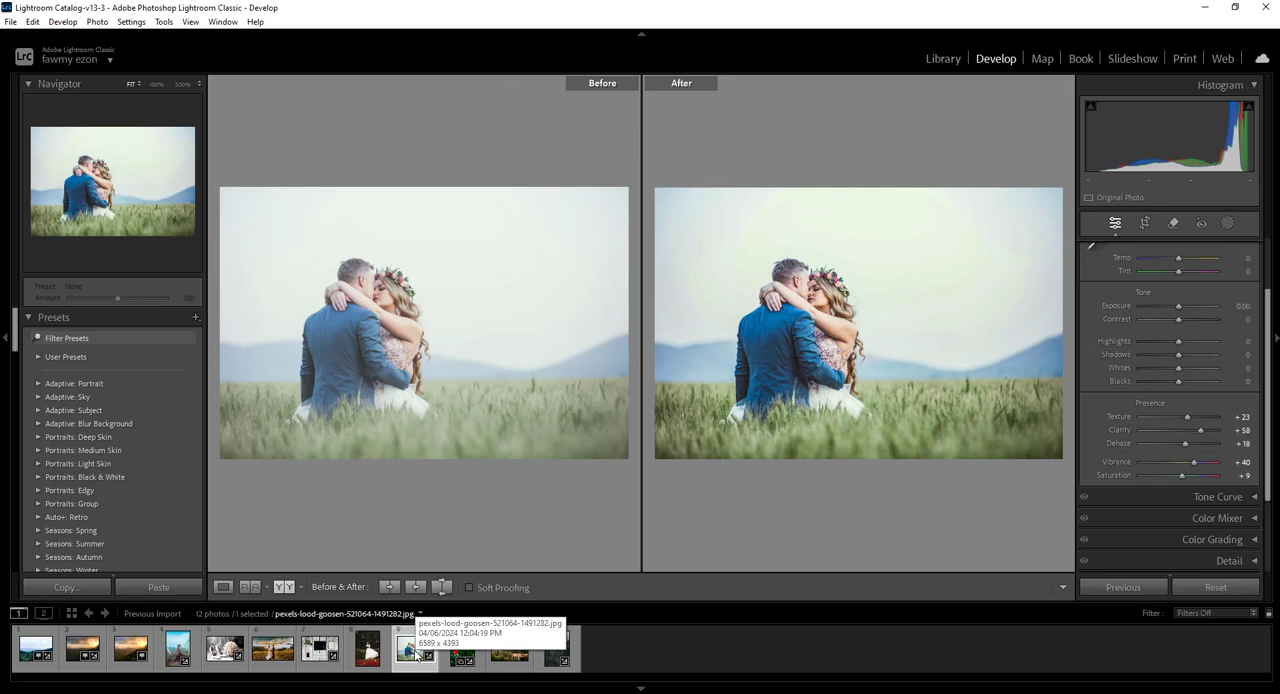 Lightroom Catalog-v13-3 - Adobe Photoshop Lightroom Classic - Develop
File Edit Develop Photo Settings Tools View Window Help
Lrc
Adobe Lightroom Classic
fawmy ezon
Library | Develop | Map | Book | Slideshow | Print | Web
Navigator FIT 100% 300%
Before
After
Histogram
Original Photo
Preset: None
Amount 100
Presets
Filter Presets
User Presets
Adaptive: Portrait
Adaptive: Sky
Adaptive: Subject
Adaptive: Blur Background
Portraits: Deep Skin
Portraits: Medium Skin
Portraits: Light Skin
Portraits: Black & White
Portraits: Edgy
Portraits: Group
Auto+: Retro
Seasons: Spring
Seasons: Summer
Seasons: Autumn
Seasons: Winter
Temp 0
Tint 0
Tone
Exposure 0.00
Contrast 0
Highlights 0
Shadows 0
Whites 0
Blacks 0
Presence
Texture + 23
Clarity + 58
Dehaze + 18
Vibrance + 40
Saturation + 9
Tone Curve
Color Mixer
Color Grading
Detail
Copy... Paste
Before & After :
Soft Proofing
Previous Reset
1 2 Previous Import 12 photos / 1 selected / pexels-lood-goosen-521064-1491282.jpg
Filter : Filters Off
pexels-lood-goosen-521064-1491282.jpg
04/06/2024 12:04:19 PM
6589 x 4393